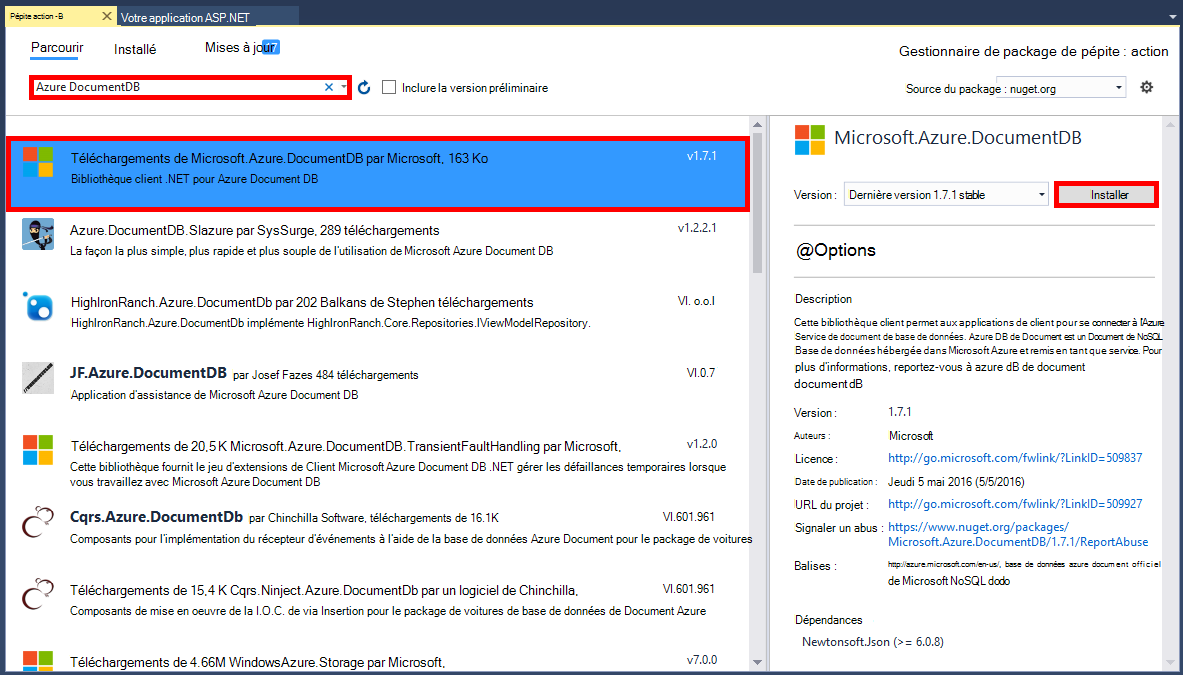 Pépite action -B
Votre application ASP.NET
Parcourir
Installé
Mises à jour 17
Gestionnaire de package de pépite : action
Azure DocumentDB
Inclure la version préliminaire
Source du package : nuget.org
Téléchargements de Microsoft.Azure.DocumentDB par Microsoft, 163 Ko
v1.7.1
Bibliothèque client .NET pour Azure Document DB
Azure.DocumentDB.Slazure par SysSurge, 289 téléchargements
v1.2.2.1
La façon la plus simple, plus rapide et plus souple de l'utilisation de Microsoft Azure Document DB
HighIronRanch.Azure.DocumentDb par 202 Balkans de Stephen téléchargements
VI. o.o.l
HighIronRanch.Azure.DocumentDb implémente HighIronRanch.Core.Repositories.IViewModelRepository.
JF.Azure.DocumentDB par Josef Fazes 484 téléchargements
VI.0.7
Application d'assistance de Microsoft Azure Document DB
Téléchargements de 20,5 K Microsoft.Azure.DocumentDB.TransientFaultHandling par Microsoft,
v1.2.0
Cette bibliothèque fournit le jeu d'extensions de Client Microsoft Azure Document DB .NET gérer les défaillances temporaires lorsque
vous travaillez avec Microsoft Azure Document DB
Cqrs.Azure.DocumentDb par Chinchilla Software, téléchargements de 16.1K
VI.601.961
Composants pour l'implémentation du récepteur d'événements à l'aide de la base de données Azure Document pour le package de voitures
Téléchargements de 15,4 K Cqrs.Ninject.Azure.DocumentDb par un logiciel de Chinchilla,
VI.601.961
Composants de mise en oeuvre de la I.O.C. de via Insertion pour le package de voitures de base de données de Document Azure
Téléchargements de 4.66M WindowsAzure.Storage par Microsoft,
v7.0.0
Microsoft.Azure.DocumentDB
Version : Dernière version 1.7.1 stable
Installer
@Options
Description
Cette bibliothèque client permet aux applications de client pour se connecter à l'Azure
Service de document de base de données. Azure DB de Document est un Document de NoSQL
Base de données hébergée dans Microsoft Azure et remis en tant que service. Pour
plus d'informations, reportez-vous à azure dB de document
documentdB
Version : 1.7.1
Auteurs : Microsoft
Licence : http://go.microsoft.com/fwlink/?LinkID=509837
Date de publication : Jeudi 5 mai 2016 (5/5/2016)
URL du projet : http://go.microsoft.com/fwlink/?LinkID=509927
Signaler un abus : https://www.nuget.org/packages/
Microsoft.Azure.DocumentDB/1.7.1/ReportAbuse
Balises : http://azure.microsoft.com/en-us/, base de données azure document officiel
de Microsoft NoSQL dodo
Dépendances
Newtonsoft.Json (>= 6.0.8)